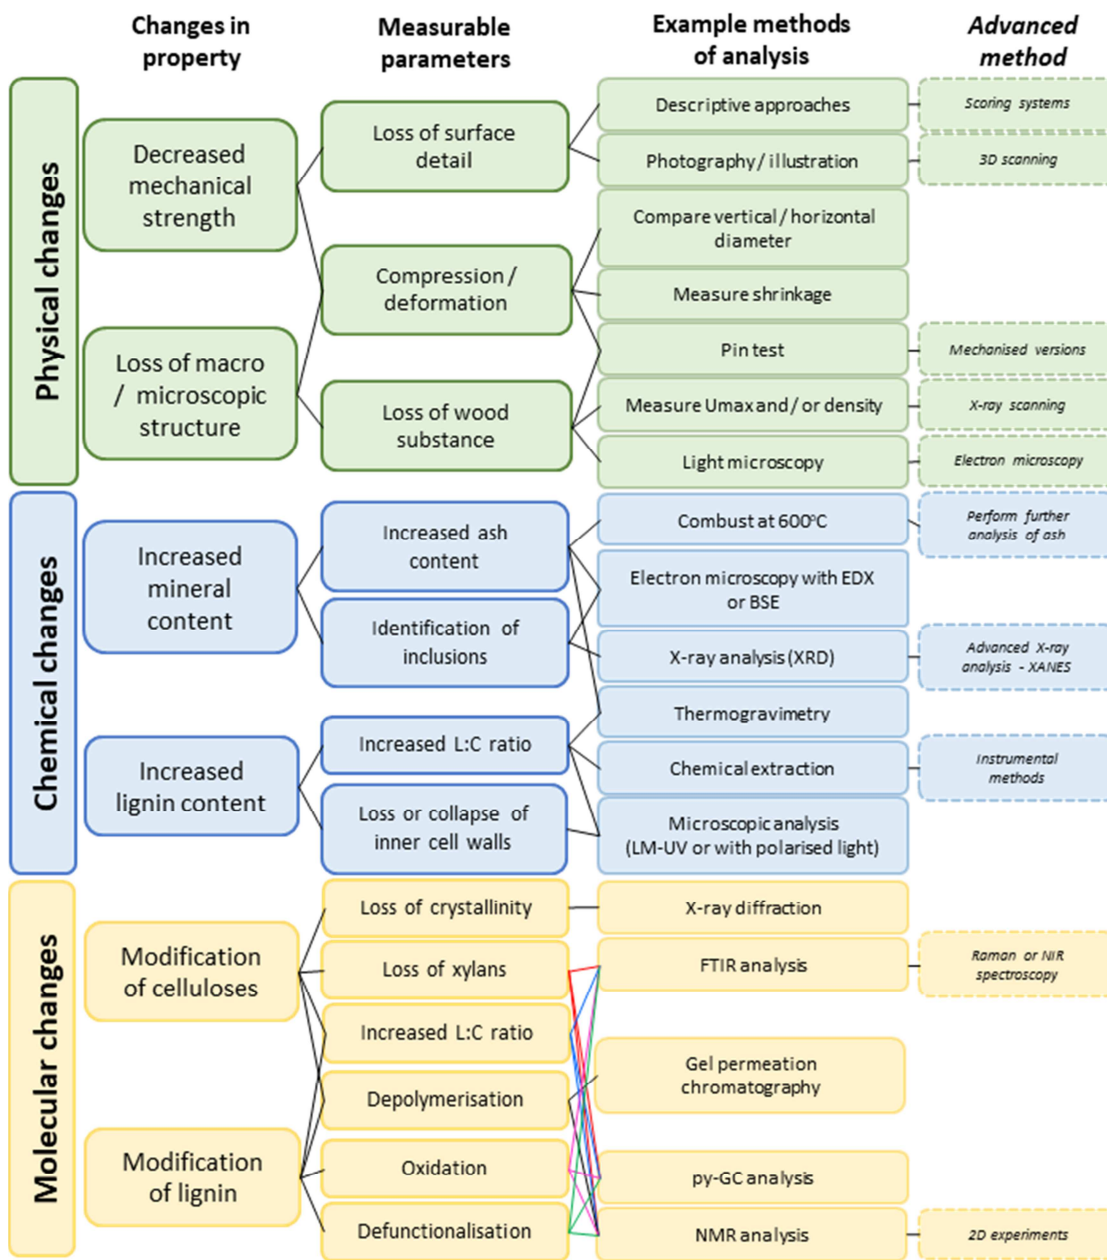 Changes in
property
Measurable
parameters
Example methods
of analysis
Advanced
method
Physical changes
Decreased
mechanical
strength
Loss of macro
/ microscopic
structure
Loss of surface
detail
Compression /
deformation
Loss of wood
substance
Descriptive approaches
Photography / illustration
Compare vertical / horizontal
diameter
Measure shrinkage
Pin test
Measure Umax and / or density
Light microscopy
Scoring systems
3D scanning
Mechanised versions
X-ray scanning
Electron microscopy
Chemical changes
Increased
mineral
content
Increased
lignin content
Increased ash
content
Identification of
inclusions
Increased L:C ratio
Loss or collapse of
inner cell walls
Combust at 600°C
Electron microscopy with EDX
or BSE
X-ray analysis (XRD)
Thermogravimetry
Chemical extraction
Microscopic analysis
(LM-UV or with polarised light)
Perform further
analysis of ash
Advanced X-ray
analysis - XANES
Instrumental
methods
Molecular changes
Modification
of celluloses
Modification
of lignin
Loss of crystallinity
Loss of xylans
Increased L:C ratio
Depolymerisation
Oxidation
Defunctionalisation
X-ray diffraction
FTIR analysis
Gel permeation
chromatography
py-GC analysis
NMR analysis
Raman or NIR
spectroscopy
2D experiments